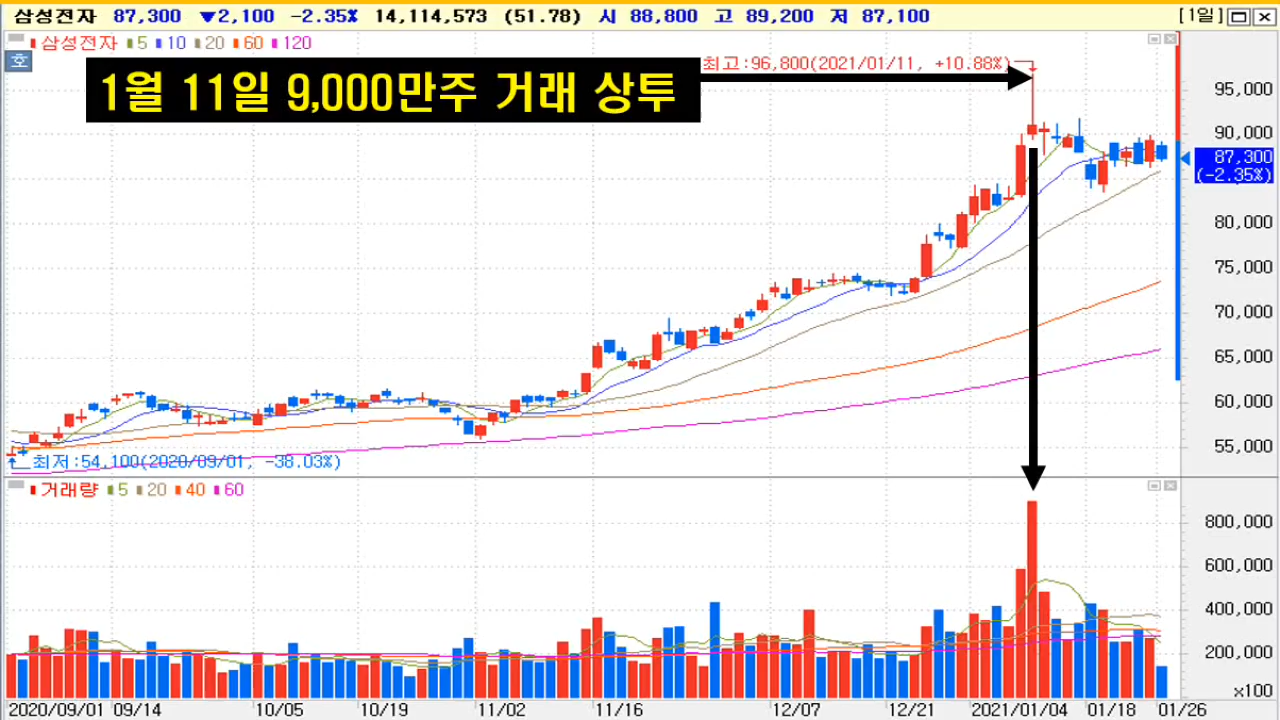 삼성전자 87,300 ▼2,100 -2.35% 14,114,573 (51.78) 시 88,800 고 89,200 저 87,100 [1일]
삼성전자 5 10 20 60 120
호
최고:96,800(2021/01/11, +10.88%)
1월 11일 9,000만주 거래 상투
95,000
90,000
87,300
(-2.35%)
80,000
75,000
70,000
65,000
60,000
55,000
최저:54,100(2020/09/01, -38.03%)
거래량 5 20 40 60
800,000
600,000
400,000
200,000
x100
2020/09/01 09/14 10/05 10/19 11/02 11/16 12/07 12/21 2021/01/04 01/18 01/26